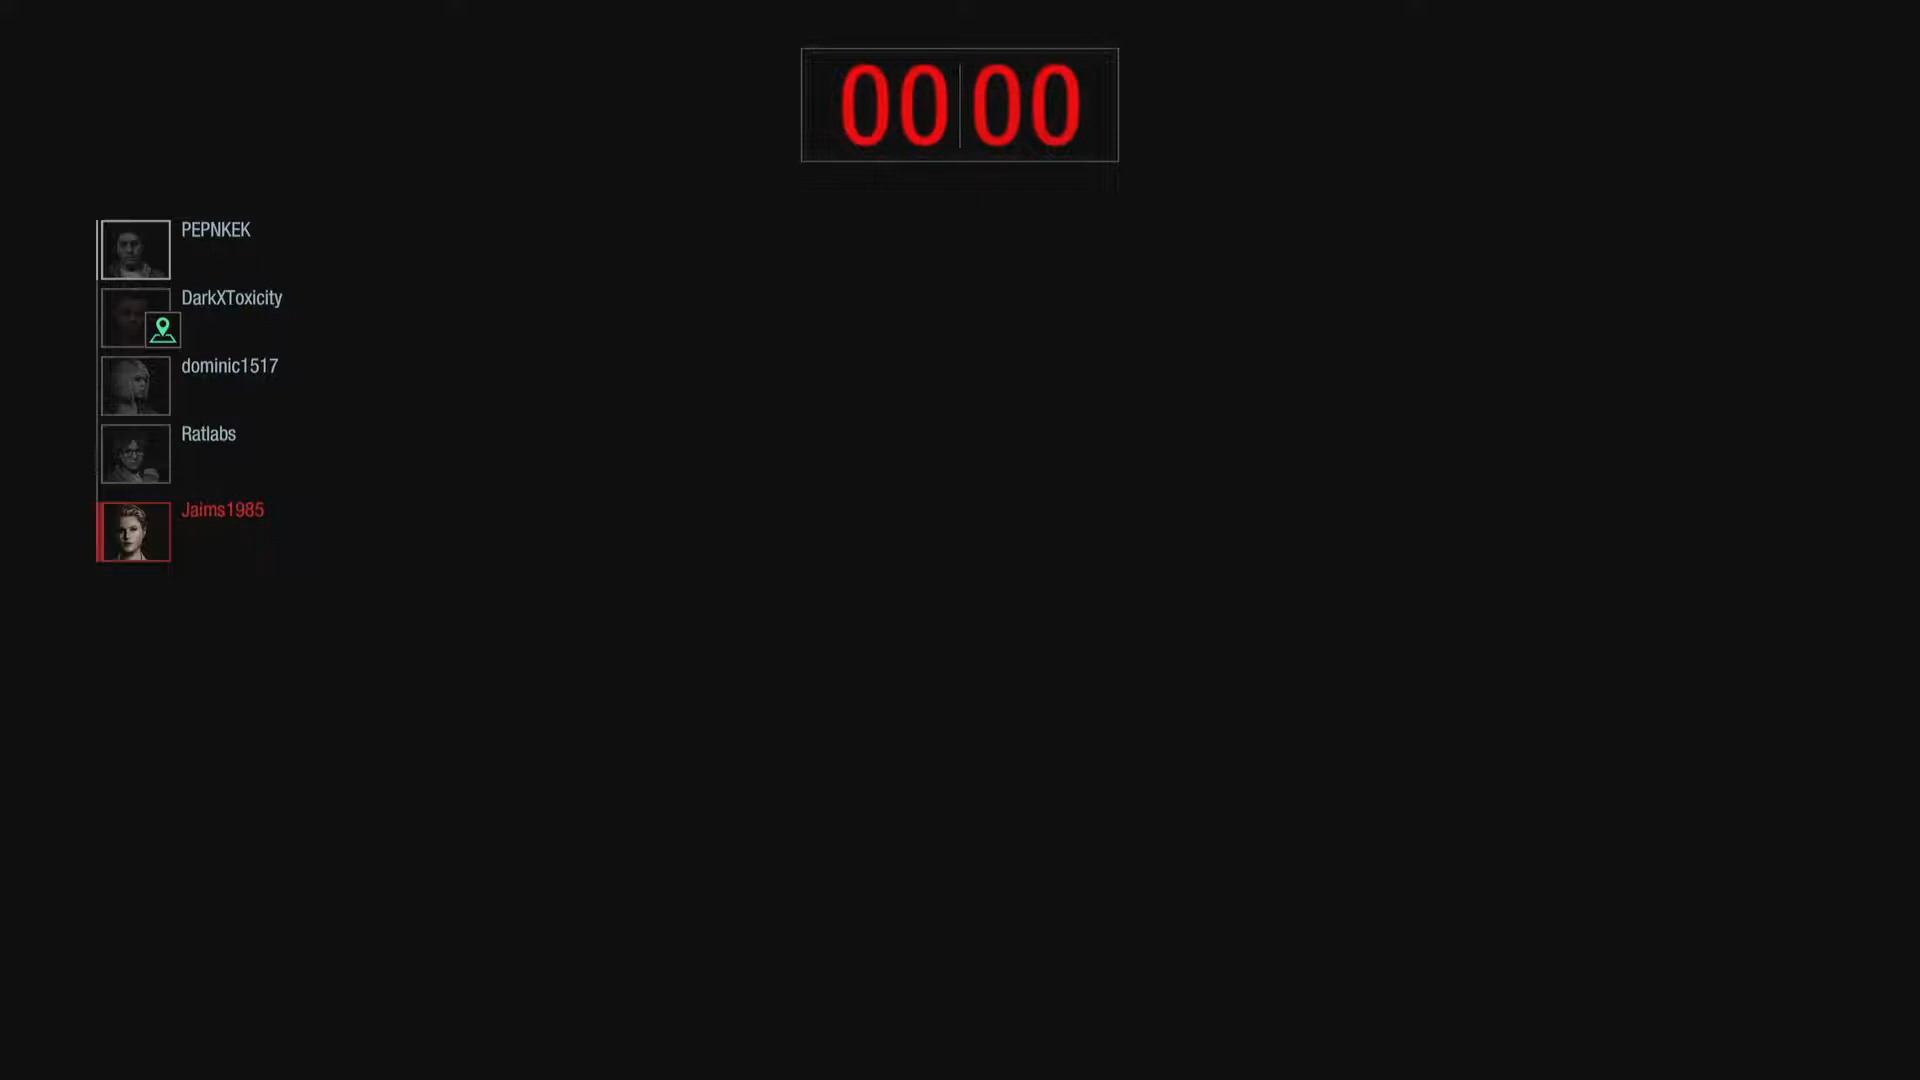 00 00
PEPNKEK
DarkXToxicity
dominic1517
Ratlabs
Jaims1985